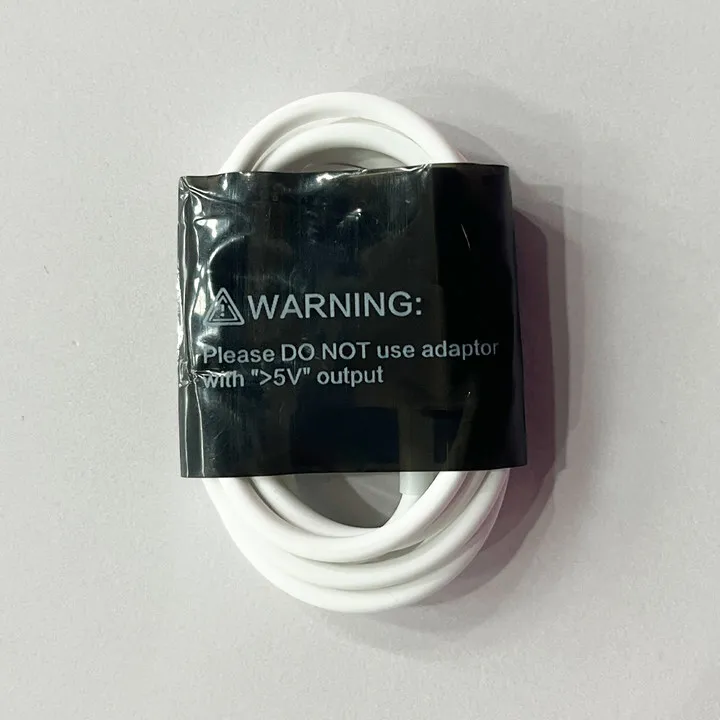 WARNING:
Please DO NOT use adaptor
with ">5V" output